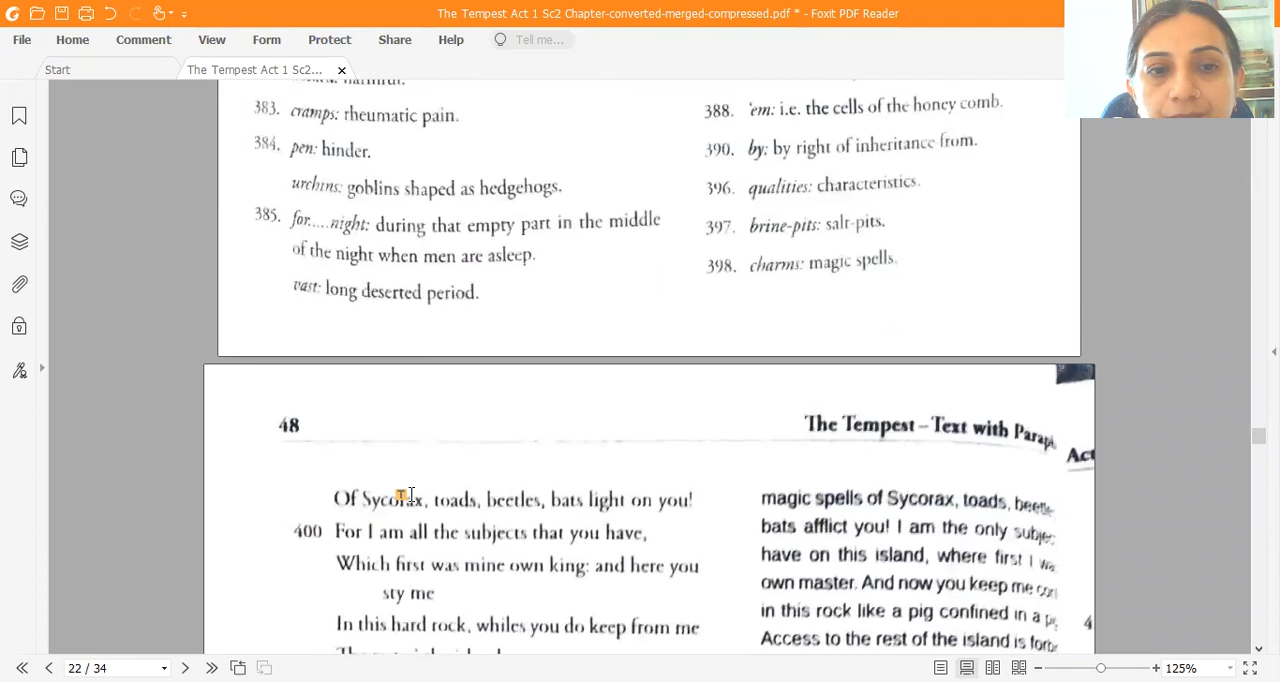 The Tempest Act 1 Sc2 Chapter-converted-merged-compressed.pdf * - Foxit PDF Reader
File Home Comment View Form Protect Share Help Tell me...
Start
The Tempest Act 1 Sc2...
383. cramps: rheumatic pain.
384. pen: hinder.
urchins: goblins shaped as hedgehogs.
385. for.....night: during that empty part in the middle
of the night when men are asleep.
vast: long deserted period.
388. 'em: i.e. the cells of the honey comb.
390. by: by right of inheritance from.
396. qualities: characteristics.
397. brine-pits: salt-pits.
398. charms: magic spells.
48
The Tempest – Text with
Act
Of Sycorax, toads, beetles, bats light on you!
400 For I am all the subjects that you have,
Which first was mine own king: and here you
sty me
In this hard rock, whiles you do keep from me
magic spells of Sycorax, toads,
bats afflict you! I am the only
have on this island, where first I
own master. And now you keep me
in this rock like a pig confined in a
4
Access to the rest of the island is
22 / 34
125%